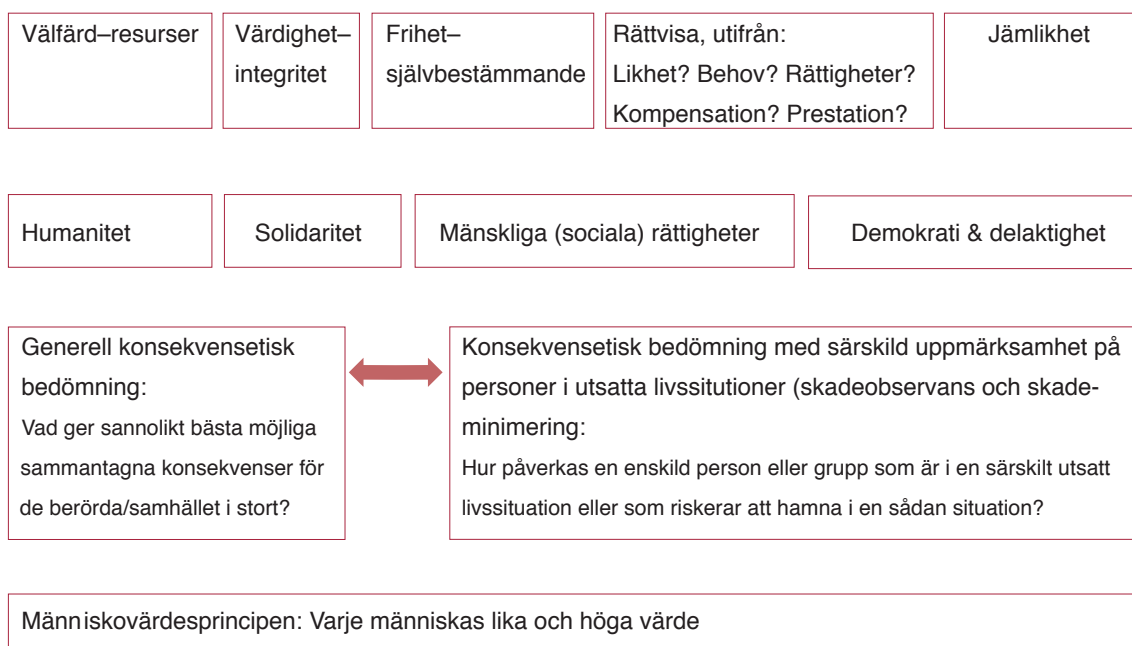 Välfärd–resurser
Värdighet–
integritet
Frihet–
självbestämmande
Rättvisa, utifrån:
Likhet? Behov? Rättigheter?
Kompensation? Prestation?
Jämlikhet
Humanitet
Solidaritet
Mänskliga (sociala) rättigheter
Demokrati & delaktighet
Generell konsekvensetisk
bedömning:
Vad ger sannolikt bästa möjliga
sammantagna konsekvenser för
de berörda/samhället i stort?
Konsekvensetisk bedömning med särskild uppmärksamhet på
personer i utsatta livssitutioner (skadeobservans och skade-
minimering:
Hur påverkas en enskild person eller grupp som är i en särskilt utsatt
livssituation eller som riskerar att hamna i en sådan situation?
Människovärdesprincipen: Varje människas lika och höga värde